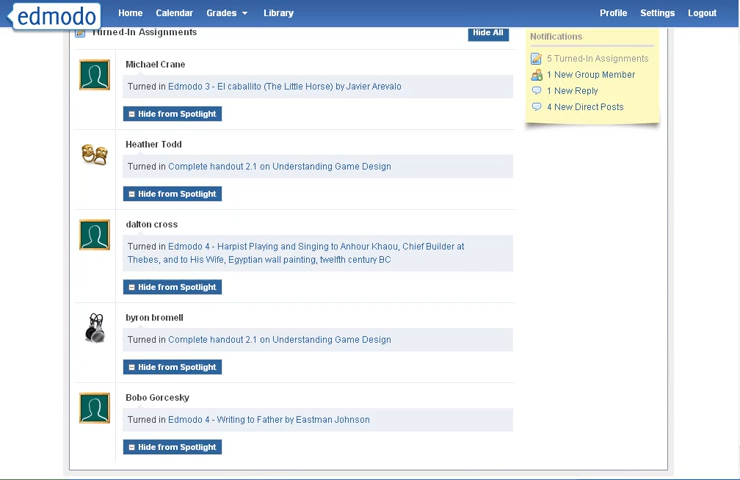 edmodo
Home Calendar Grades Library Profile Settings Logout
Turned-In Assignments Hide All
Notifications
5 Turned-In Assignments
1 New Group Member
1 New Reply
4 New Direct Posts
Michael Crane
Turned in Edmodo 3 - El caballito (The Little Horse) by Javier Arevalo
Hide from Spotlight
Heather Todd
Turned in Complete handout 2.1 on Understanding Game Design
Hide from Spotlight
dalton cross
Turned in Edmodo 4 - Harpist Playing and Singing to Anhour Khaou, Chief Builder at
Thebes, and to His Wife, Egyptian wall painting, twelfth century BC
Hide from Spotlight
byron bromell
Turned in Complete handout 2.1 on Understanding Game Design
Hide from Spotlight
Bobo Gorcesky
Turned in Edmodo 4 - Writing to Father by Eastman Johnson
Hide from Spotlight